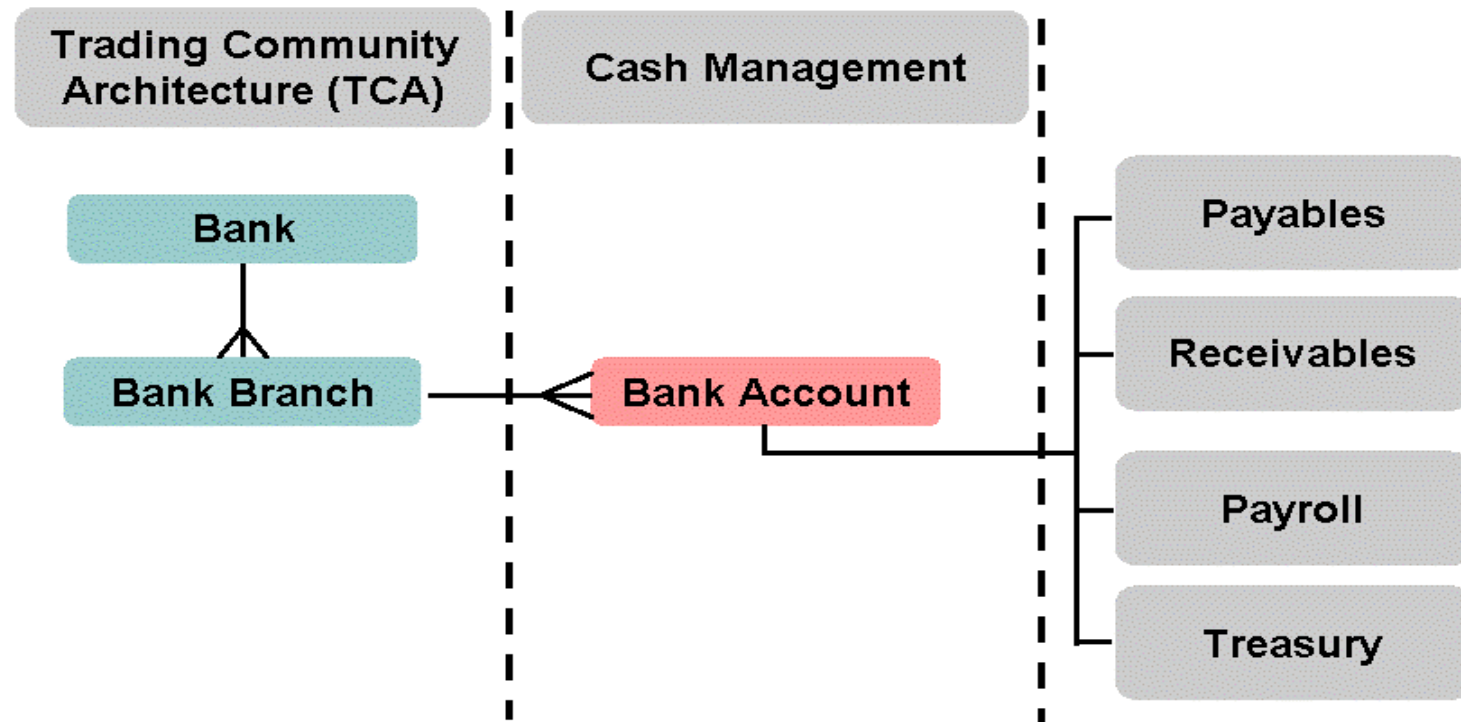 Trading Community
Architecture (TCA)
Cash Management
Bank
Bank Branch
Bank Account
Payables
Receivables
Payroll
Treasury